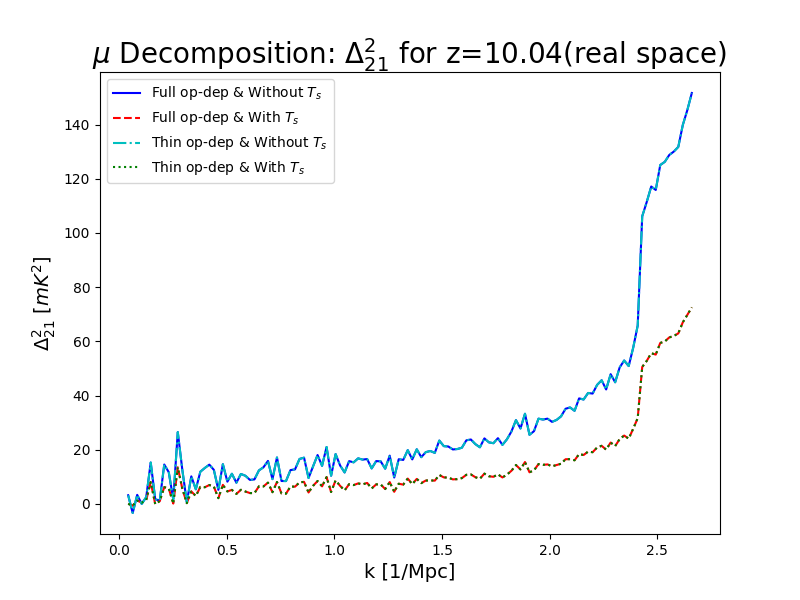 μ Decomposition: Δ²₂₁ for z=10.04(real space)
Full op-dep & Without Tₛ
Full op-dep & With Tₛ
Thin op-dep & Without Tₛ
Thin op-dep & With Tₛ
Δ²₂₁ [mK²]
140
120
100
80
60
40
20
0
0.0 0.5 1.0 1.5 2.0 2.5
k [1/Mpc]